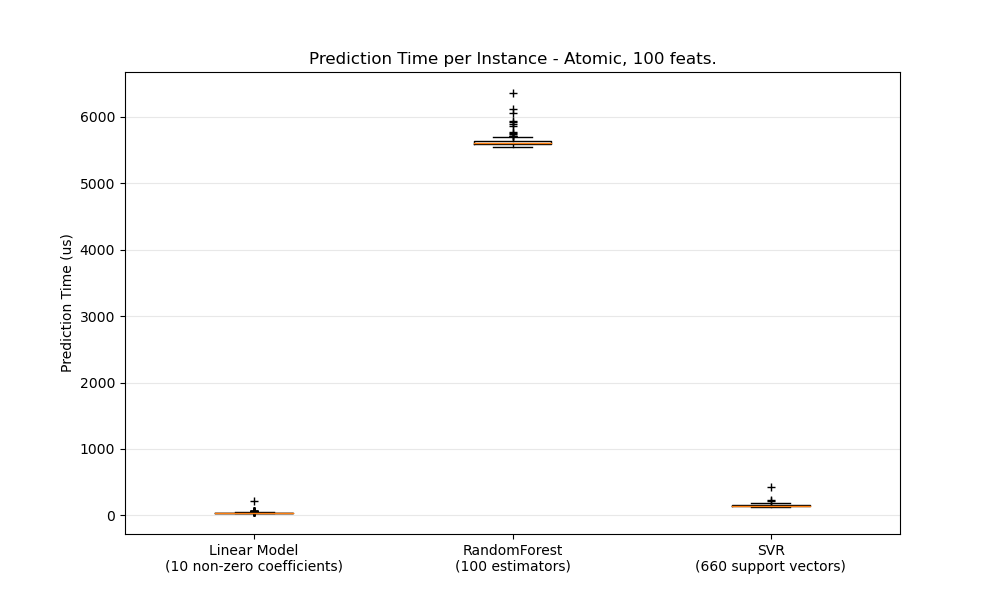 Prediction Time per Instance - Atomic, 100 feats.
Prediction Time (us)
6000
5000
4000
3000
2000
1000
0
Linear Model
(10 non-zero coefficients)
RandomForest
(100 estimators)
SVR
(660 support vectors)